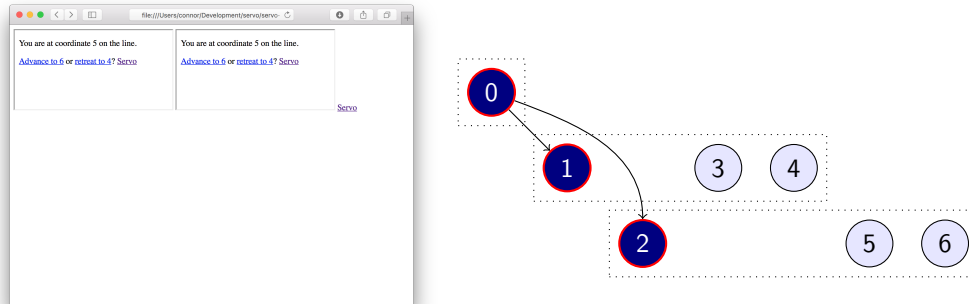 file:///Users/connor/Development/servo/servo-
You are at coordinate 5 on the line.
Advance to 6 or retreat to 4? Servo
You are at coordinate 5 on the line.
Advance to 6 or retreat to 4? Servo
Servo
0
1 3 4
2 5 6